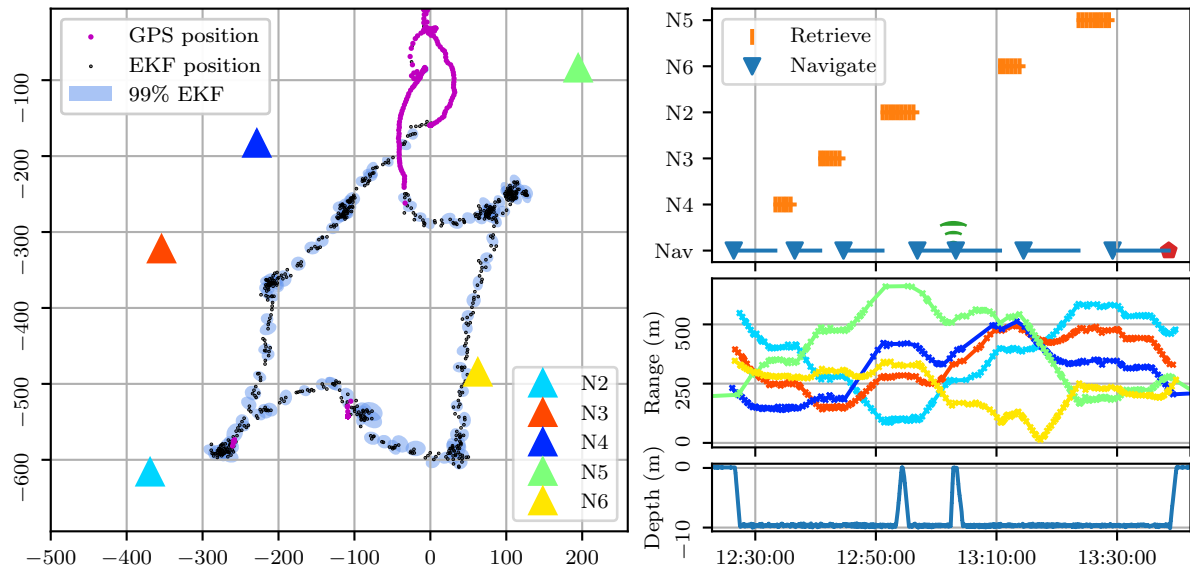 GPS position
EKF position
99% EKF
−100
−200
−300
−400
−500
−600
−500 −400 −300 −200 −100 0 100 200
N2
N3
N4
N5
N6
N5
N6
N2
N3
N4
Nav
Retrieve
Navigate
Range (m)
500
250
0
Depth (m)
0
−10
12:30:00 12:50:00 13:10:00 13:30:00